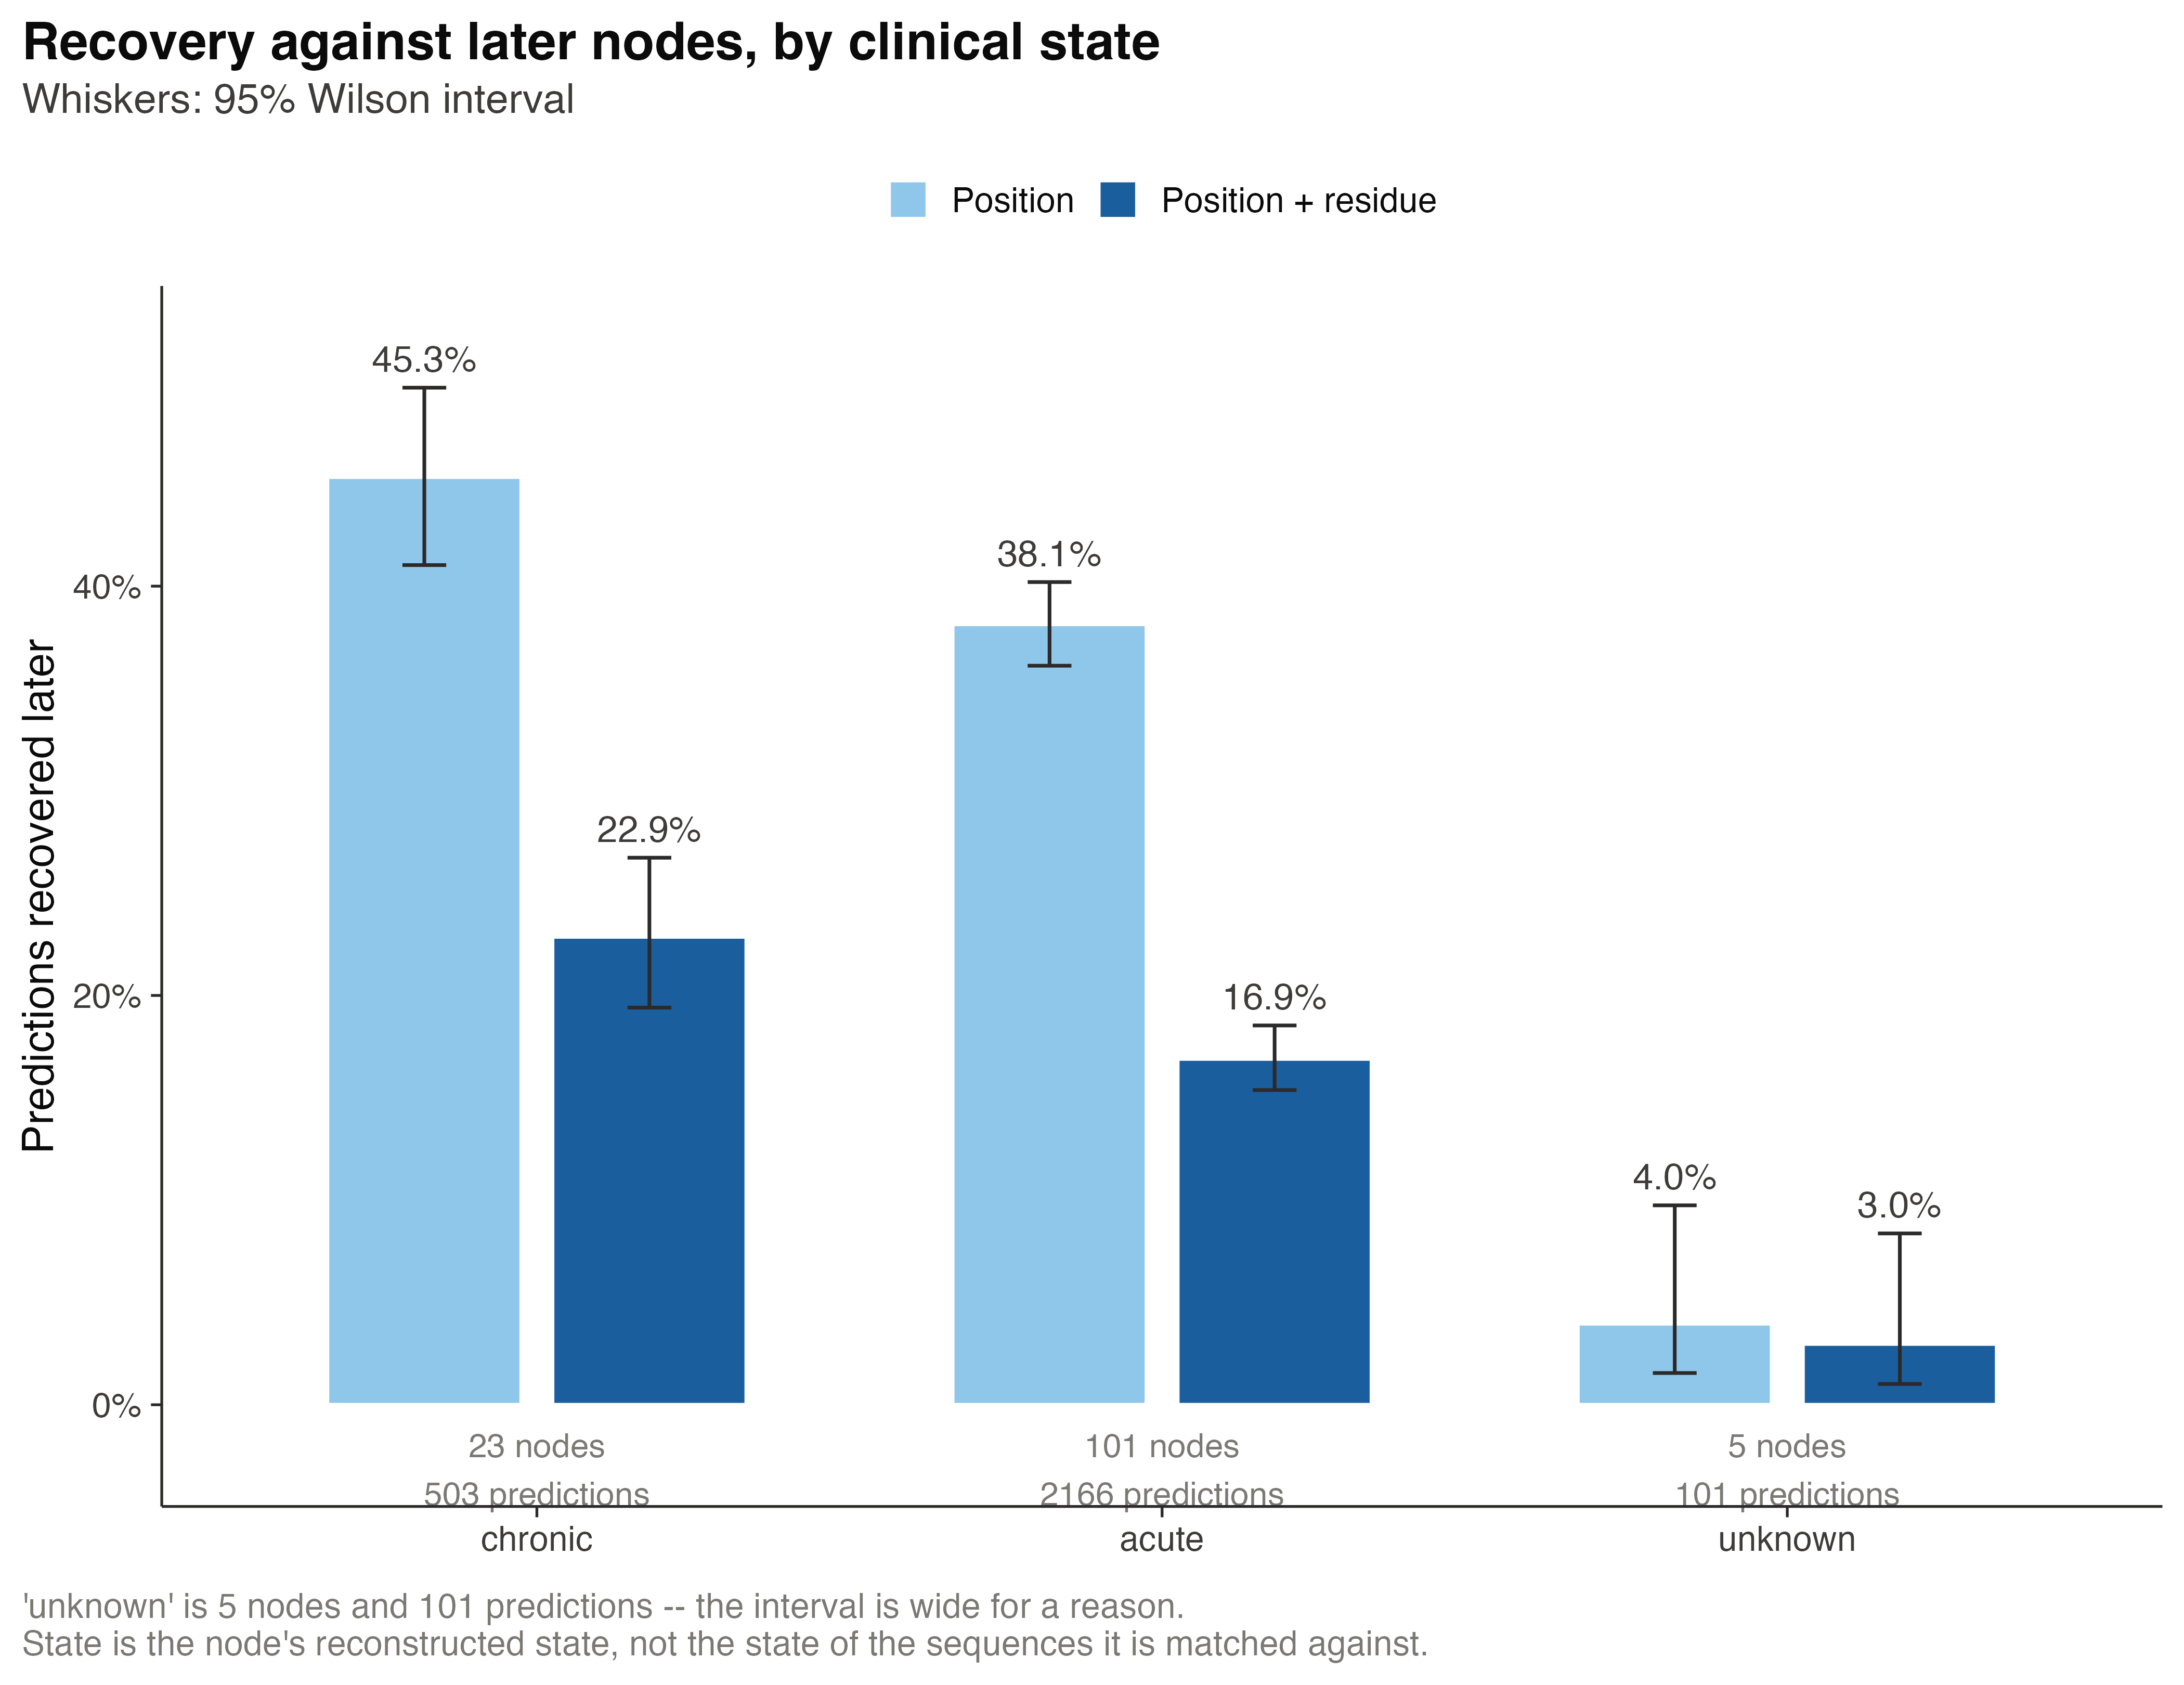 Recovery against later nodes, by clinical state
Whiskers: 95% Wilson interval
Position
Position + residue
Predictions recovered later
40%
20%
0%
45.3%
22.9%
38.1%
16.9%
4.0%
3.0%
23 nodes
503 predictions
101 nodes
2166 predictions
5 nodes
101 predictions
chronic
acute
unknown
'unknown' is 5 nodes and 101 predictions -- the interval is wide for a reason.
State is the node's reconstructed state, not the state of the sequences it is matched against.